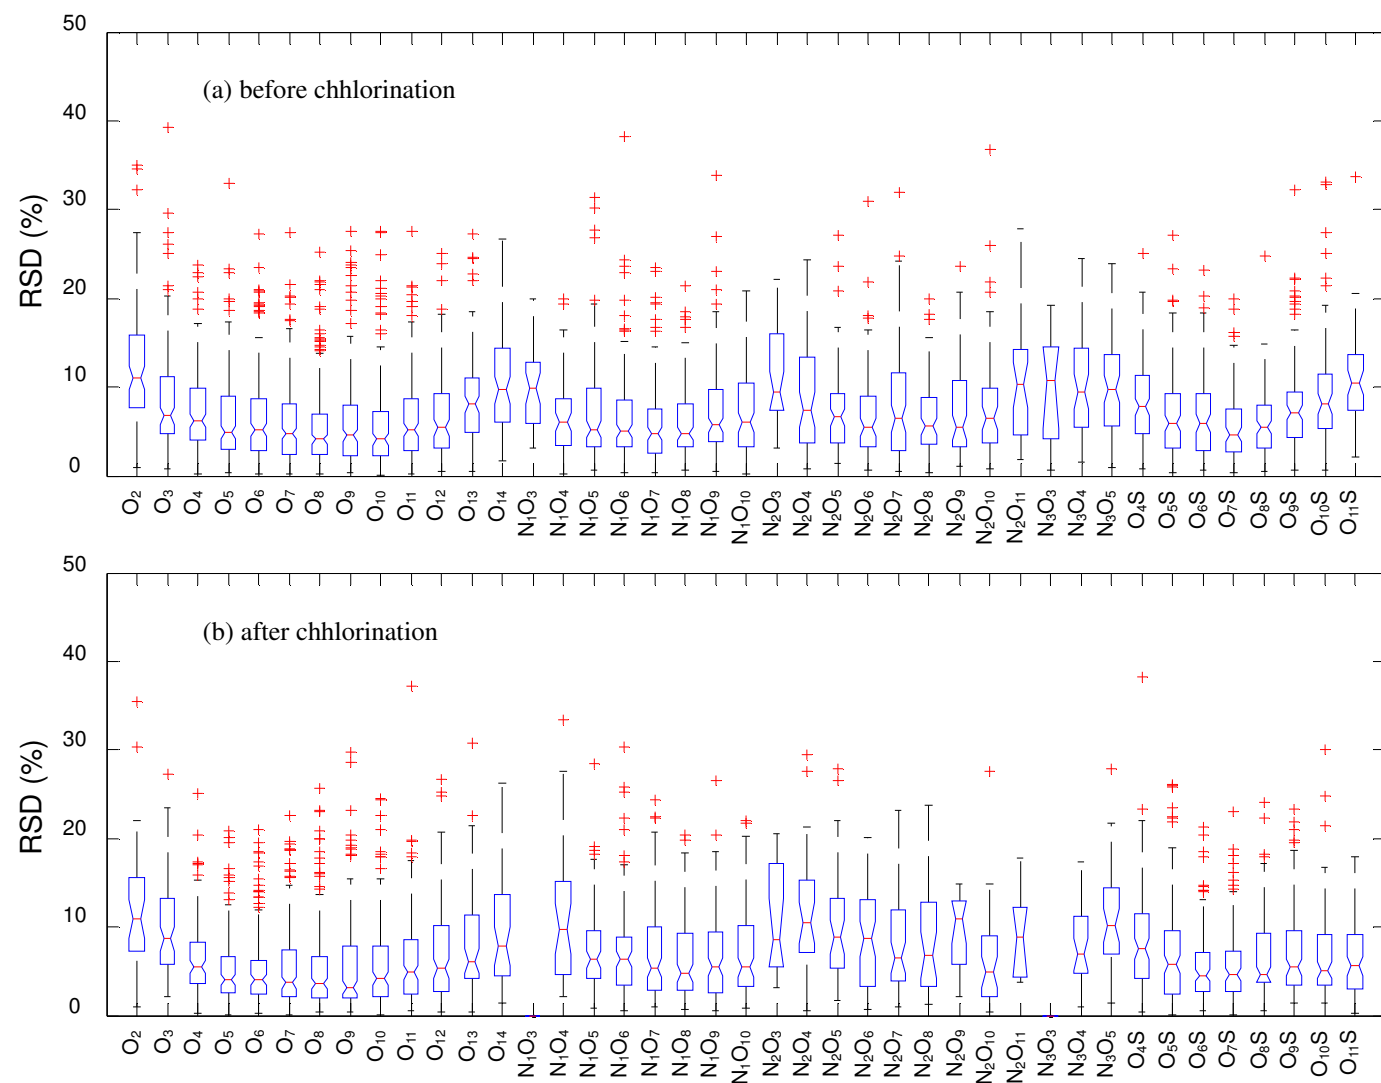 50
40
30
20
10
0
RSD (%)
(a) before chhlorination
O2 O3 O4 O5 O6 O7 O8 O9 O10 O11 O12 O13 O14 N1O3 N1O4 N1O5 N1O6 N1O7 N1O8 N1O9 N1O10 N2O3 N2O4 N2O5 N2O6 N2O7 N2O8 N2O9 N2O10 N2O11 N3O3 N3O4 N3O5 O4S O5S O6S O7S O8S O9S O10S O11S
50
40
30
20
10
0
RSD (%)
(b) after chhlorination
O2 O3 O4 O5 O6 O7 O8 O9 O10 O11 O12 O13 O14 N1O3 N1O4 N1O5 N1O6 N1O7 N1O8 N1O9 N1O10 N2O3 N2O4 N2O5 N2O6 N2O7 N2O8 N2O9 N2O10 N2O11 N3O3 N3O4 N3O5 O4S O5S O6S O7S O8S O9S O10S O11S